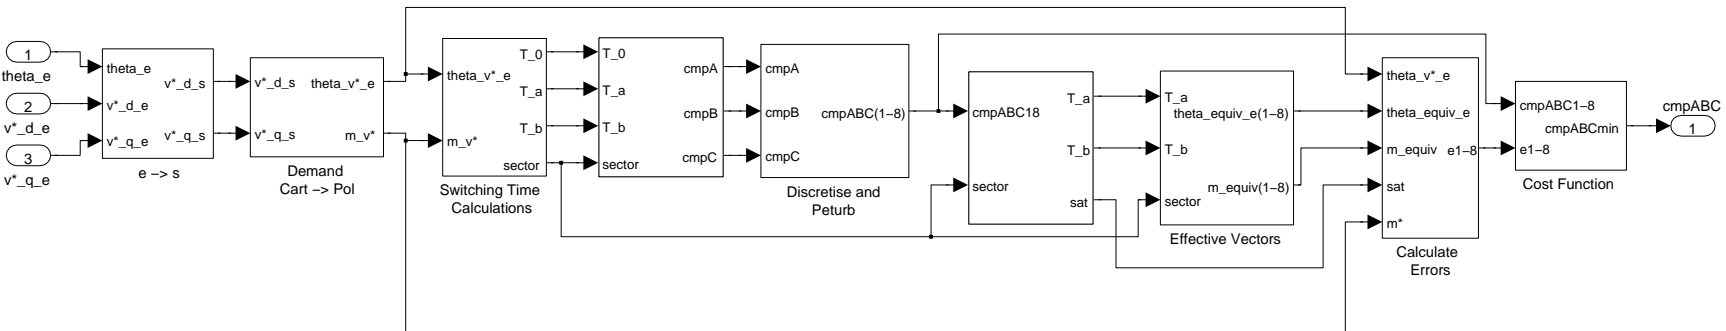 1
theta_e
2
v*_d_e
3
v*_q_e
theta_e
v*_d_e
v*_q_e
v*_d_s
v*_q_s
e −> s
v*_d_s
v*_q_s
theta_v*_e
m_v*
Demand
Cart −> Pol
theta_v*_e
m_v*
T_0
T_a
T_b
sector
Switching Time
Calculations
T_0
T_a
T_b
sector
cmpA
cmpB
cmpC
cmpA
cmpB
cmpC
cmpABC(1−8)
Discretise and
Peturb
cmpABC18
sector
T_a
T_b
sat
T_a
T_b
sector
theta_equiv_e(1−8)
m_equiv(1−8)
Effective Vectors
theta_v*_e
theta_equiv_e
m_equiv
sat
m*
e1−8
Calculate
Errors
cmpABC1−8
e1−8
cmpABCmin
Cost Function
cmpABC
1